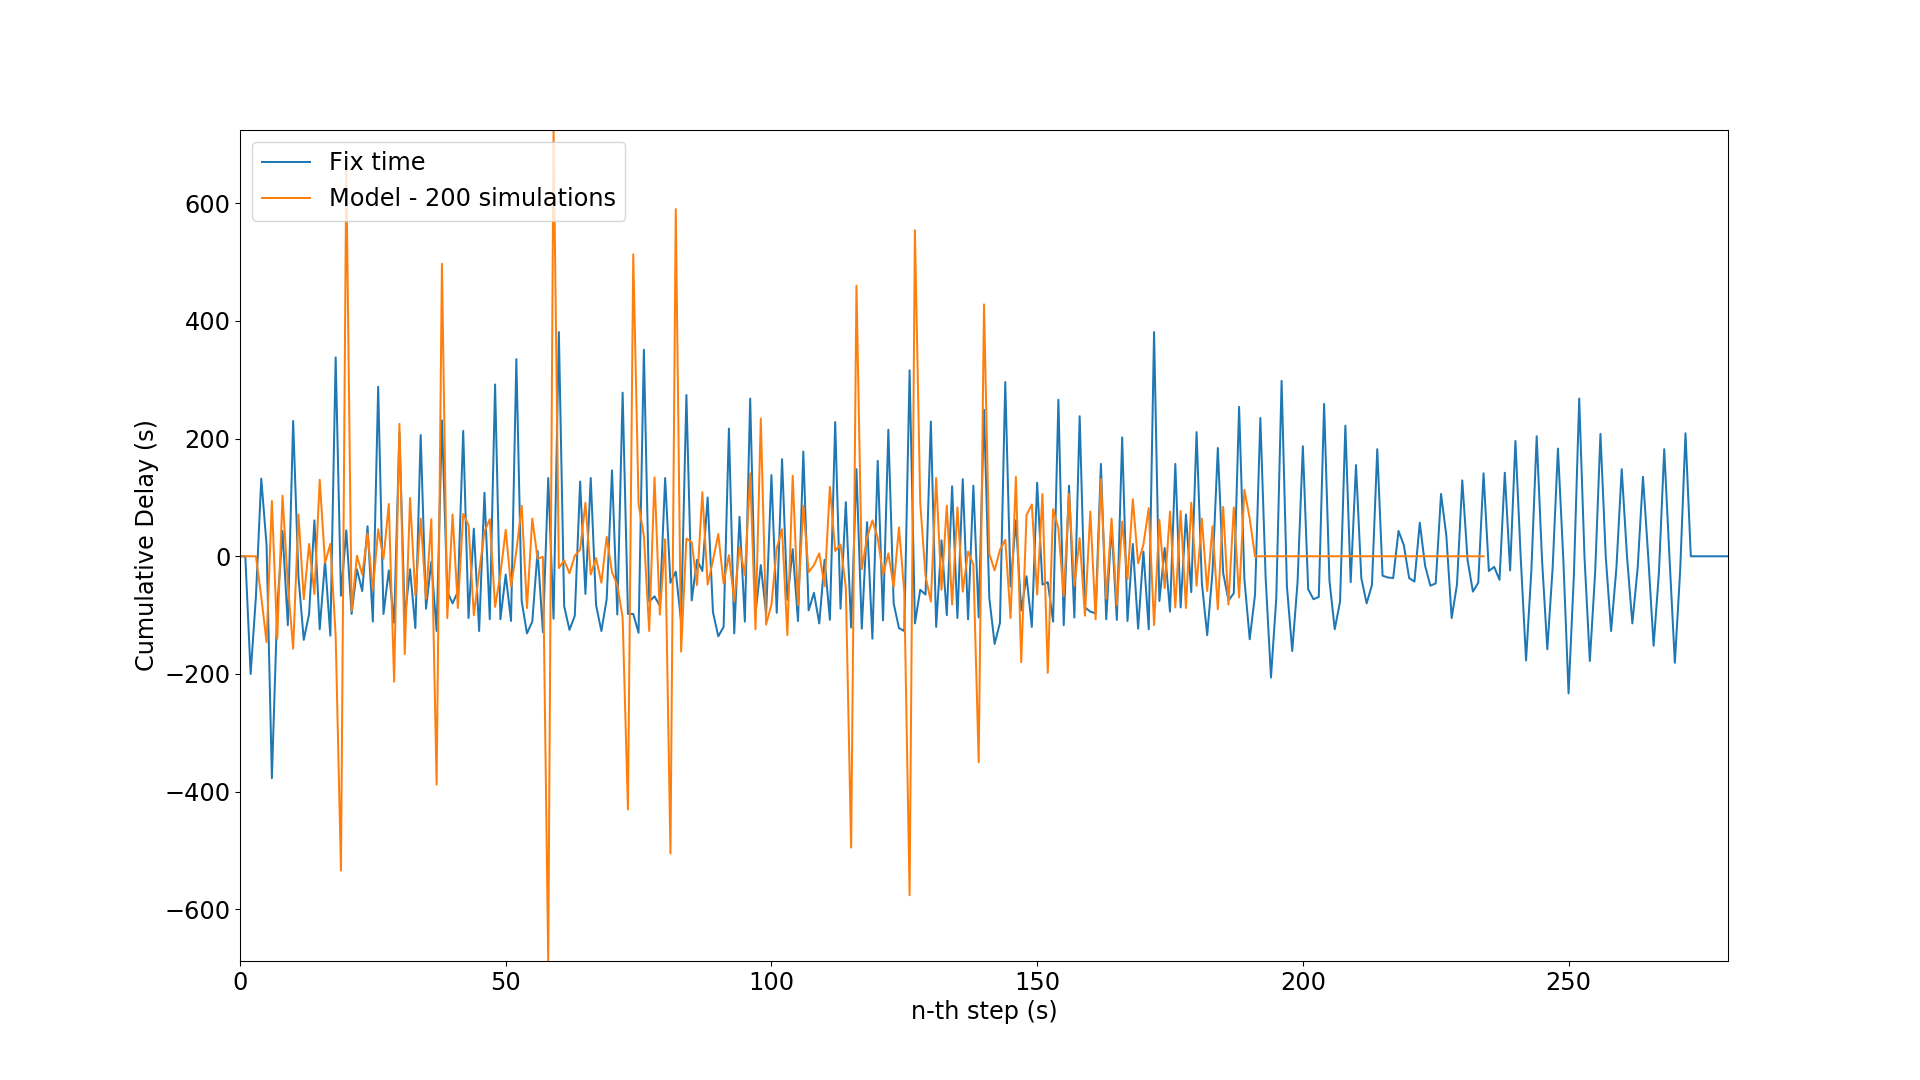 Fix time
Model - 200 simulations
600
400
200
0
−200
−400
−600
Cumulative Delay (s)
0 50 100 150 200 250
n-th step (s)